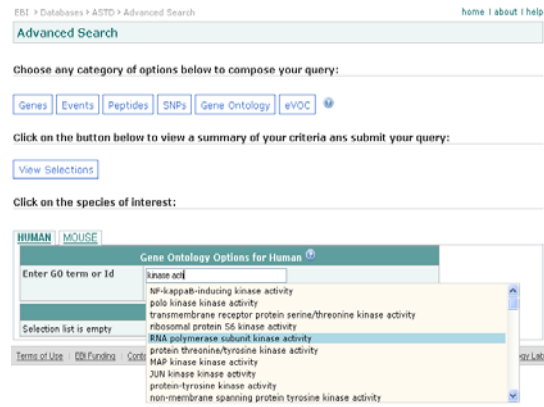 EBI > Databases > ASTD > Advanced Search
home | about | help
Advanced Search
Choose any category of options below to compose your query:
Genes Events Peptides SNPs Gene Ontology eVOC
Click on the button below to view a summary of your criteria ans submit your query:
View Selections
Click on the species of interest:
HUMAN MOUSE
Gene Ontology Options for Human
Enter GO term or Id
kinase acti
NF-kappaB-inducing kinase activity
polo kinase kinase activity
transmembrane receptor protein serine/threonine kinase activity
ribosomal protein S6 kinase activity
RNA polymerase subunit kinase activity
protein threonine/tyrosine kinase activity
MAP kinase kinase activity
JUN kinase kinase activity
protein-tyrosine kinase activity
non-membrane spanning protein tyrosine kinase activity
Selection list is empty
Terms of Use | EBI Funding | Cont